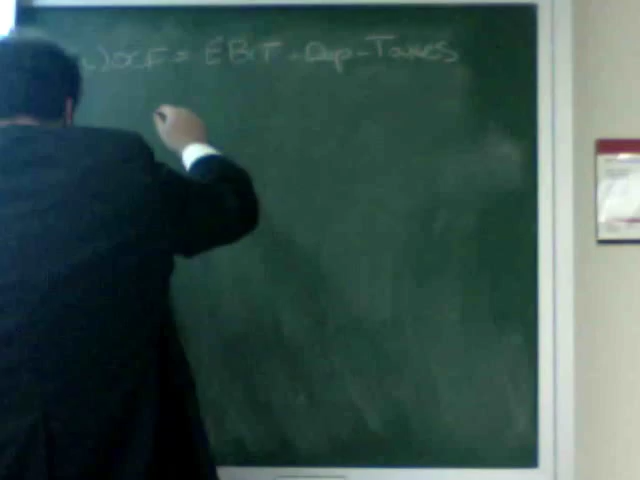 ) OCF = EBIT - Dep - Taxes